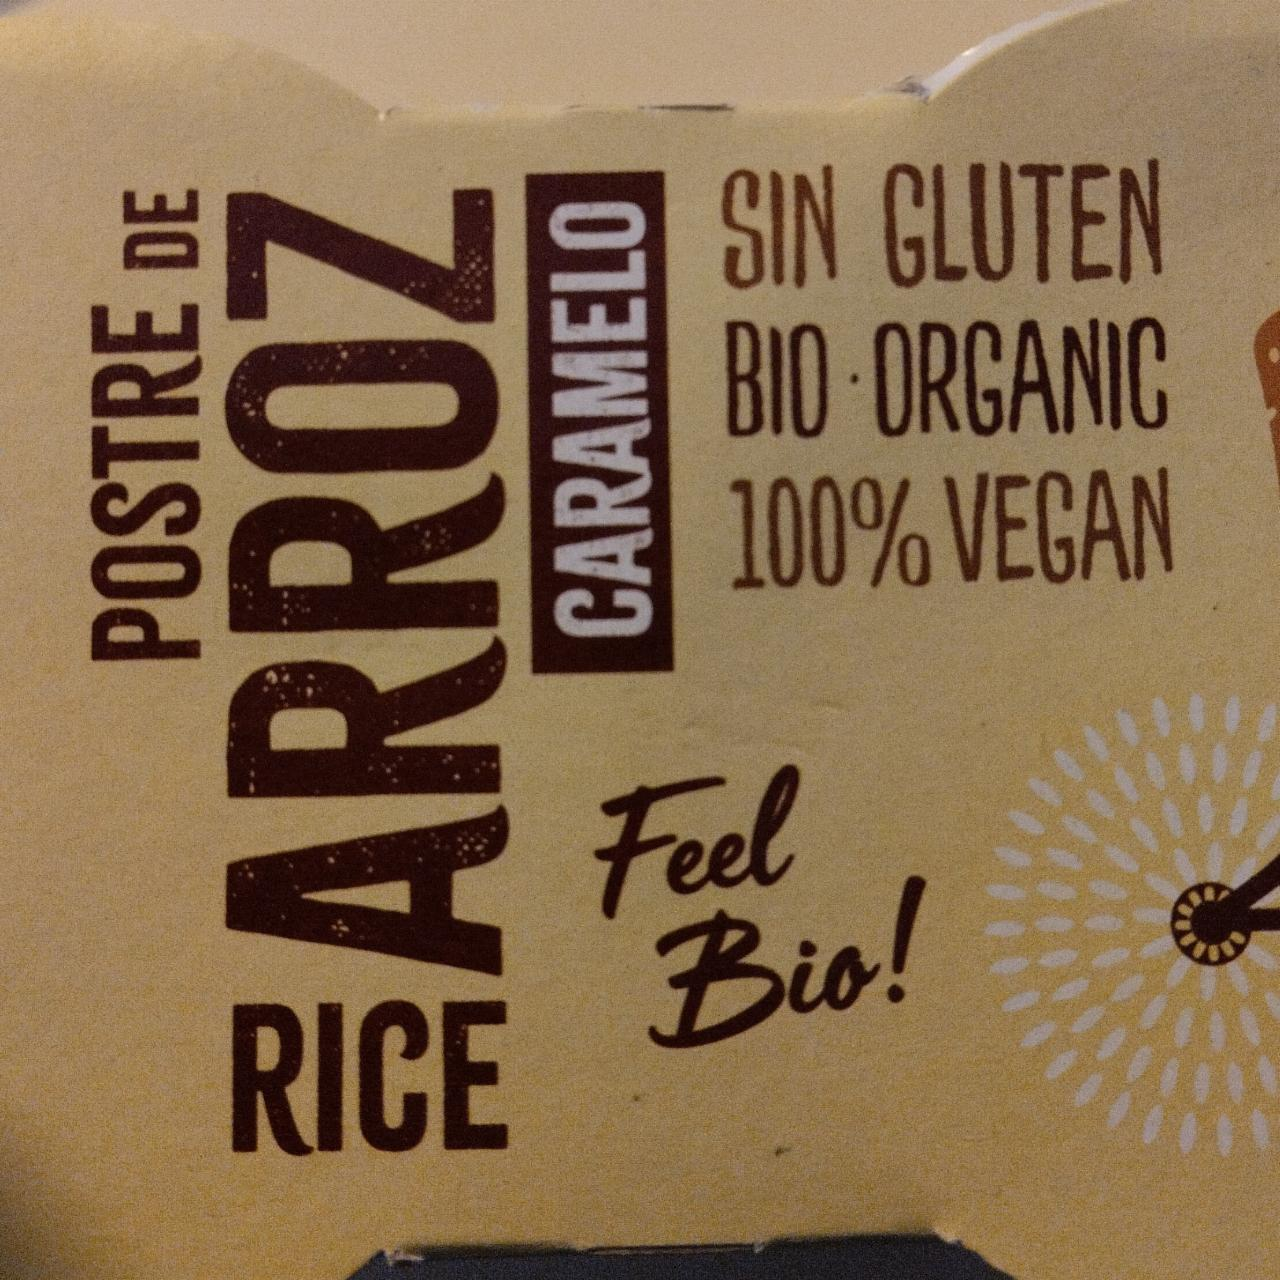 POSTRE DE
ARROZ
CARAMELO
RICE
SIN GLUTEN
BIO · ORGANIC
100% VEGAN
Feel
Bio!